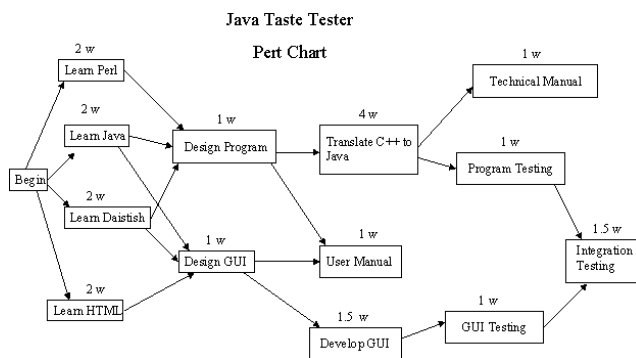 Java Taste Tester
Pert Chart
2 w
Learn Perl
2 w
Learn Java
Begin
2 w
Learn Daistish
2 w
Learn HTML
1 w
Design Program
1 w
Design GUI
4 w
Translate C++ to
Java
1 w
User Manual
1.5 w
Develop GUI
1 w
Technical Manual
1 w
Program Testing
1 w
GUI Testing
1.5 w
Integration
Testing